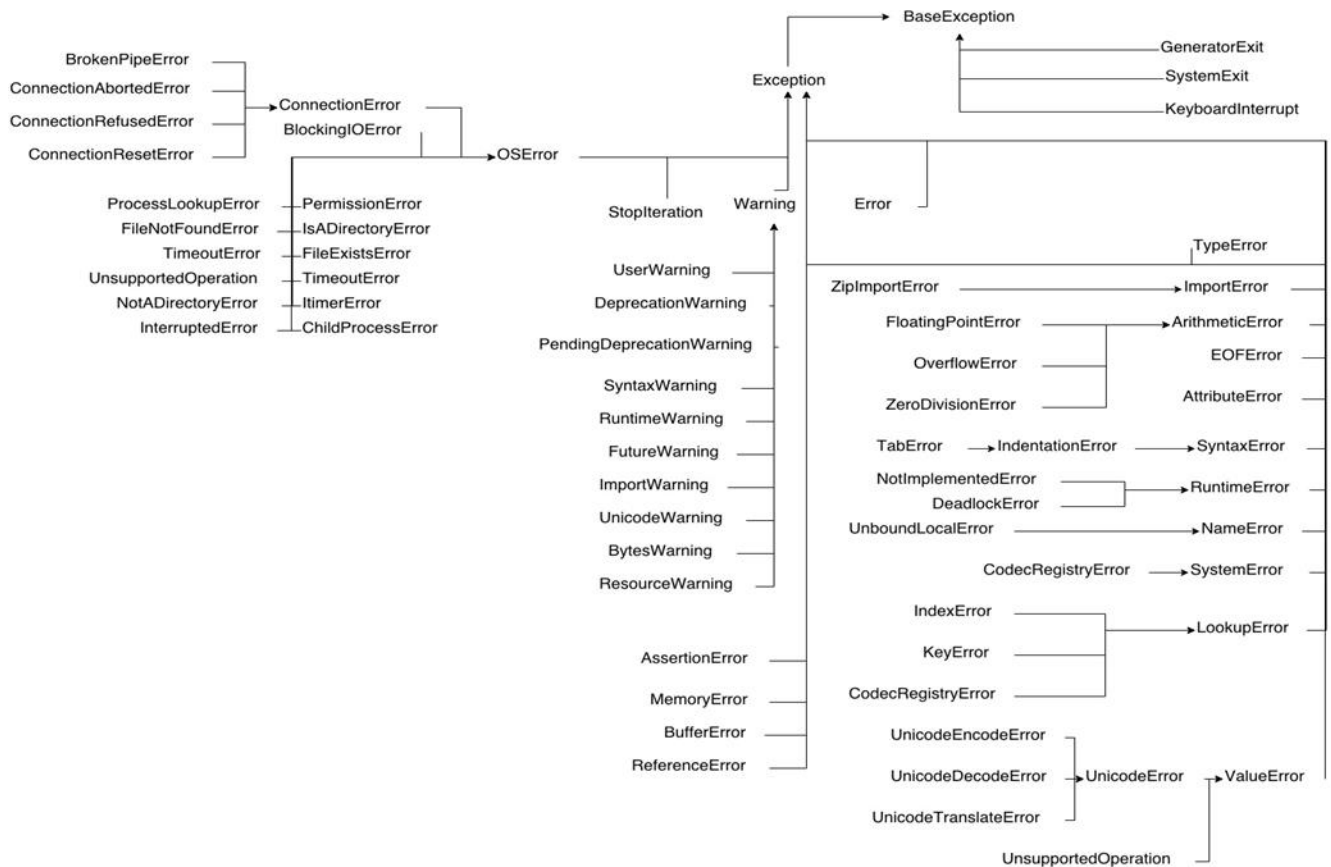 BaseException
GeneratorExit
SystemExit
KeyboardInterrupt
Exception
BrokenPipeError
ConnectionAbortedError
ConnectionRefusedError
ConnectionResetError
ConnectionError
BlockingIOError
OSError
ProcessLookupError PermissionError
FileNotFoundError IsADirectoryError
TimeoutError FileExistsError
UnsupportedOperation TimeoutError
NotADirectoryError ItimerError
InterruptedError ChildProcessError
StopIteration
Warning
Error
UserWarning
DeprecationWarning
PendingDeprecationWarning
SyntaxWarning
RuntimeWarning
FutureWarning
ImportWarning
UnicodeWarning
BytesWarning
ResourceWarning
AssertionError
MemoryError
BufferError
ReferenceError
TypeError
ZipImportError ImportError
FloatingPointError ArithmeticError
EOFError
OverflowError
AttributeError
ZeroDivisionError
TabError IndentationError SyntaxError
NotImplementedError
RuntimeError
DeadlockError
UnboundLocalError NameError
CodecRegistryError SystemError
IndexError
LookupError
KeyError
CodecRegistryError
UnicodeEncodeError
UnicodeDecodeError UnicodeError ValueError
UnicodeTranslateError
UnsupportedOperation